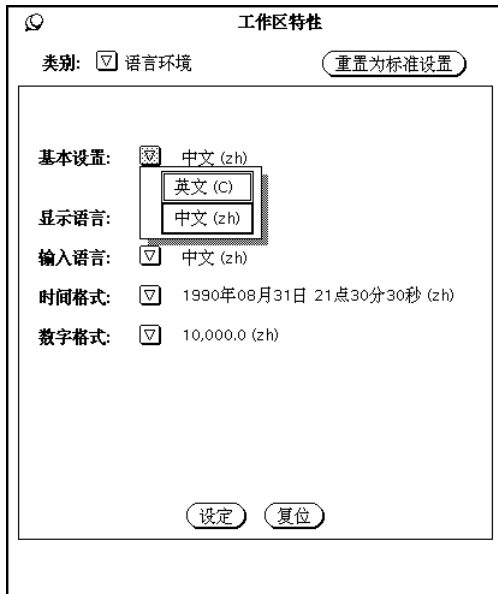 工作区特性
类别: 语言环境 重置为标准设置
基本设置: 中文 (zh)
英文 (C)
显示语言: 中文 (zh)
输入语言: 中文 (zh)
时间格式: 1990年08月31日 21点30分30秒 (zh)
数字格式: 10,000.0 (zh)
设定 复位